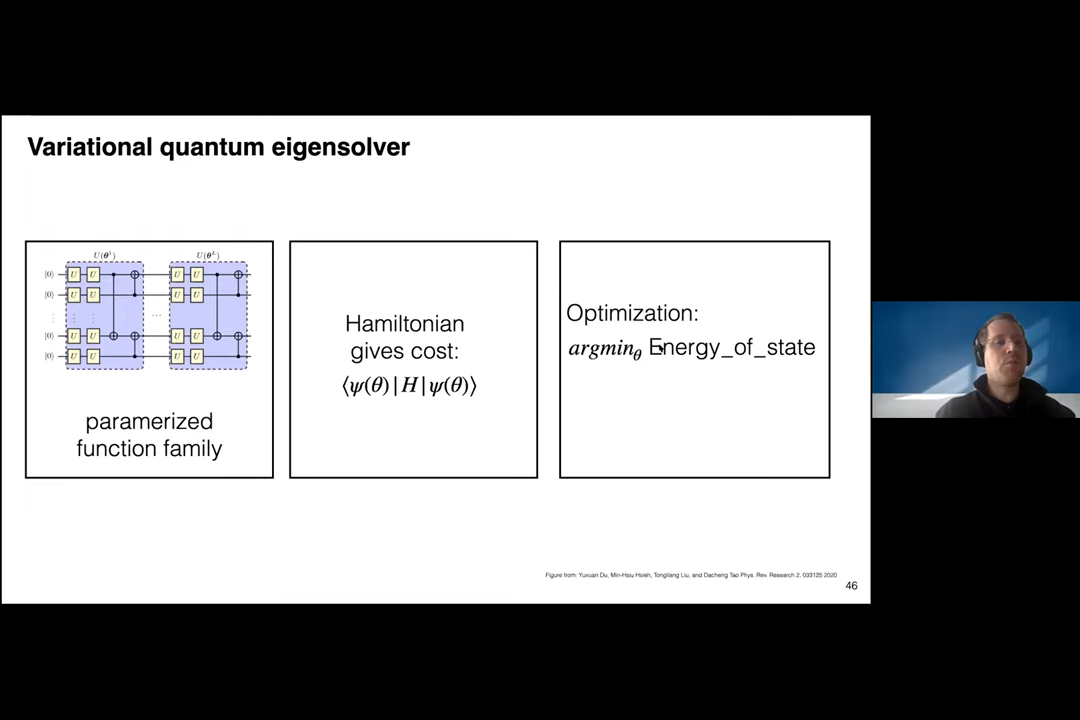 Variational quantum eigensolver
U(θ¹) U(θᴸ)
|0⟩ U U U U
|0⟩ U U U U
|0⟩ U U U U
|0⟩ U U U U
paramerized
function family
Hamiltonian
gives cost:
⟨ψ(θ)|H|ψ(θ)⟩
Optimization:
argmin_θ Energy_of_state
Figure from: Yuxuan Du, Min-Hsiu Hsieh, Tongliang Liu, and Dacheng Tao Phys. Rev. Research 2, 033125 2020
46